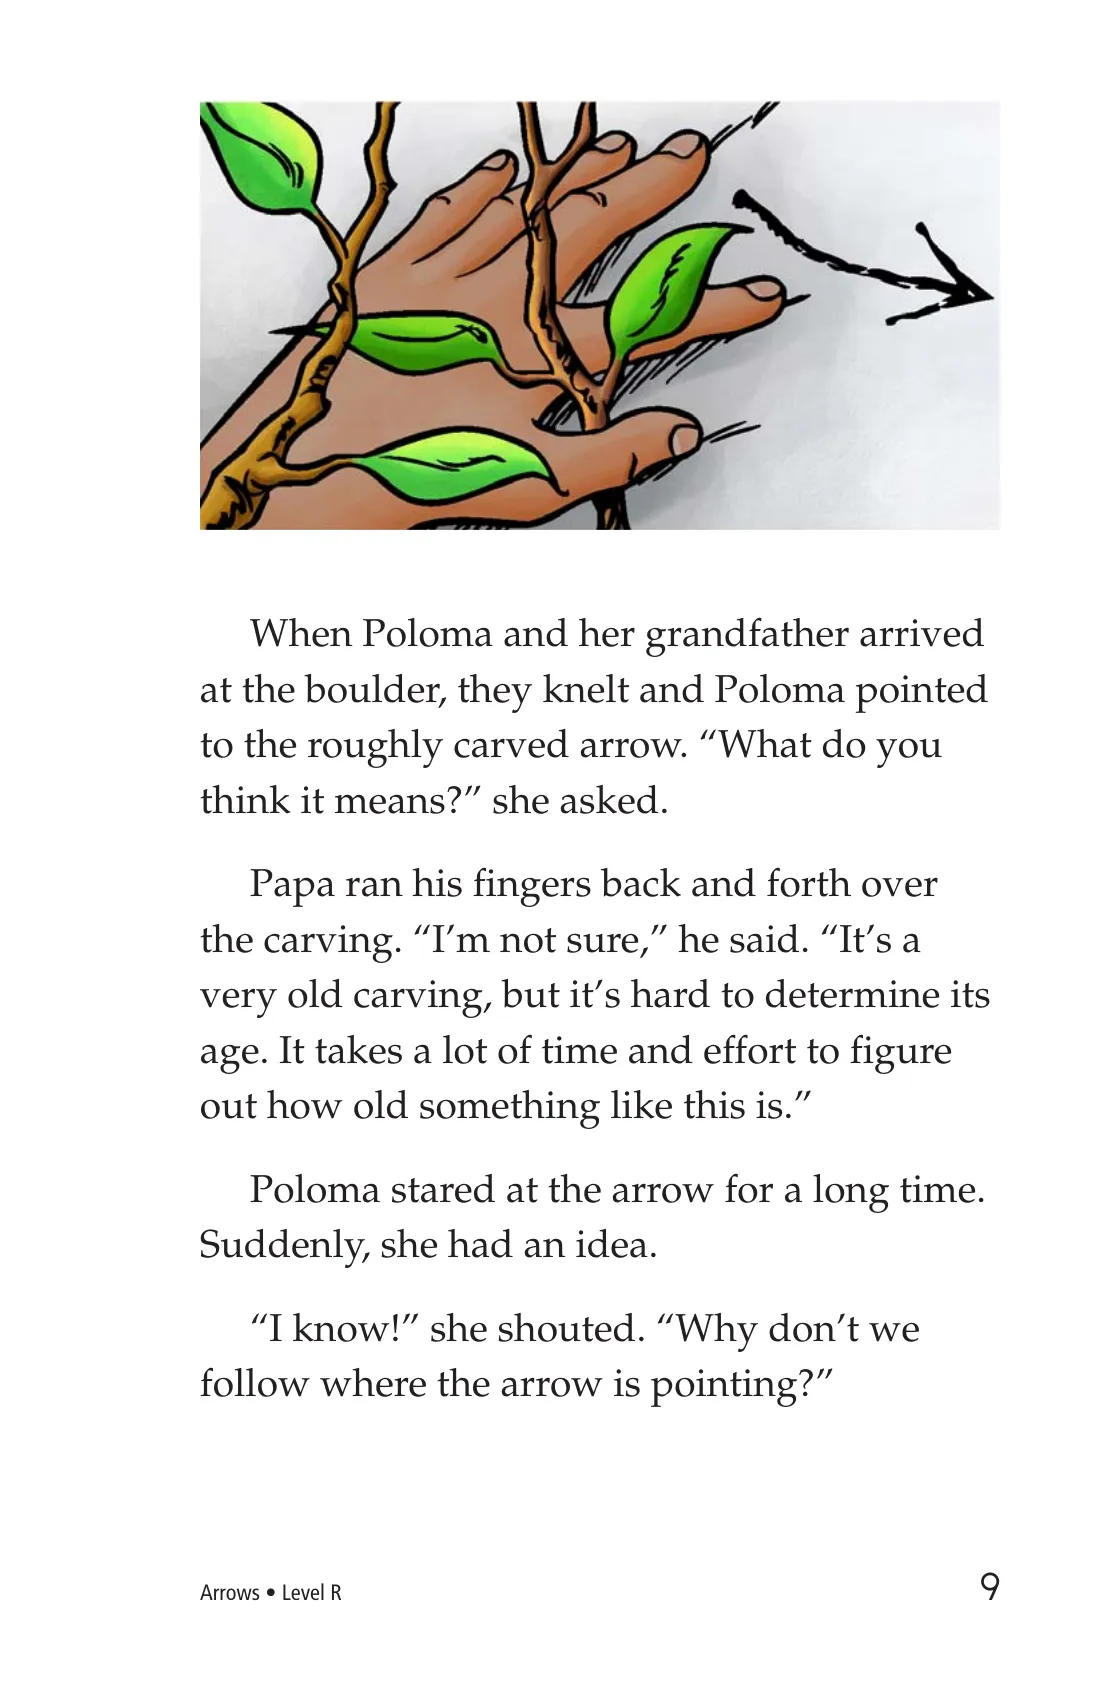 When Poloma and her grandfather arrived
at the boulder, they knelt and Poloma pointed
to the roughly carved arrow. “What do you
think it means?” she asked.
Papa ran his fingers back and forth over
the carving. “I’m not sure,” he said. “It’s a
very old carving, but it’s hard to determine its
age. It takes a lot of time and effort to figure
out how old something like this is.”
Poloma stared at the arrow for a long time.
Suddenly, she had an idea.
“I know!” she shouted. “Why don’t we
follow where the arrow is pointing?”
Arrows • Level R
9